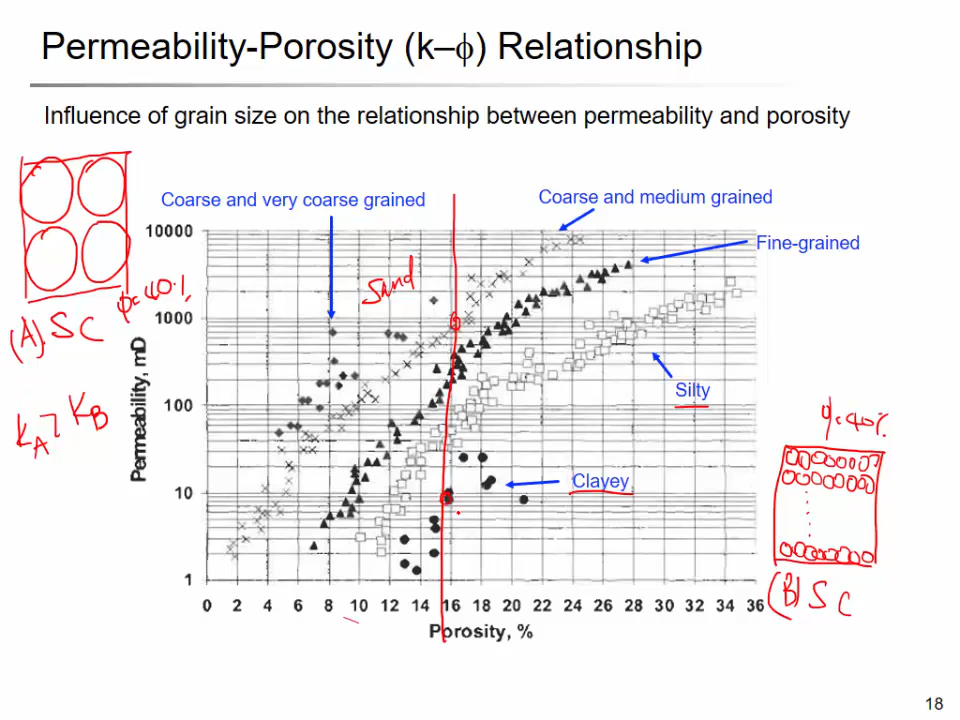 Permeability-Porosity (k–ϕ) Relationship
Influence of grain size on the relationship between permeability and porosity
Coarse and very coarse grained
Coarse and medium grained
Fine-grained
Silty
Clayey
sand
(A). SC
kA > kB
(B) SC
Permeability, mD
10000
1000
100
10
1
0 2 4 6 8 10 12 14 16 18 20 22 24 26 28 30 32 34 36
Porosity, %
18